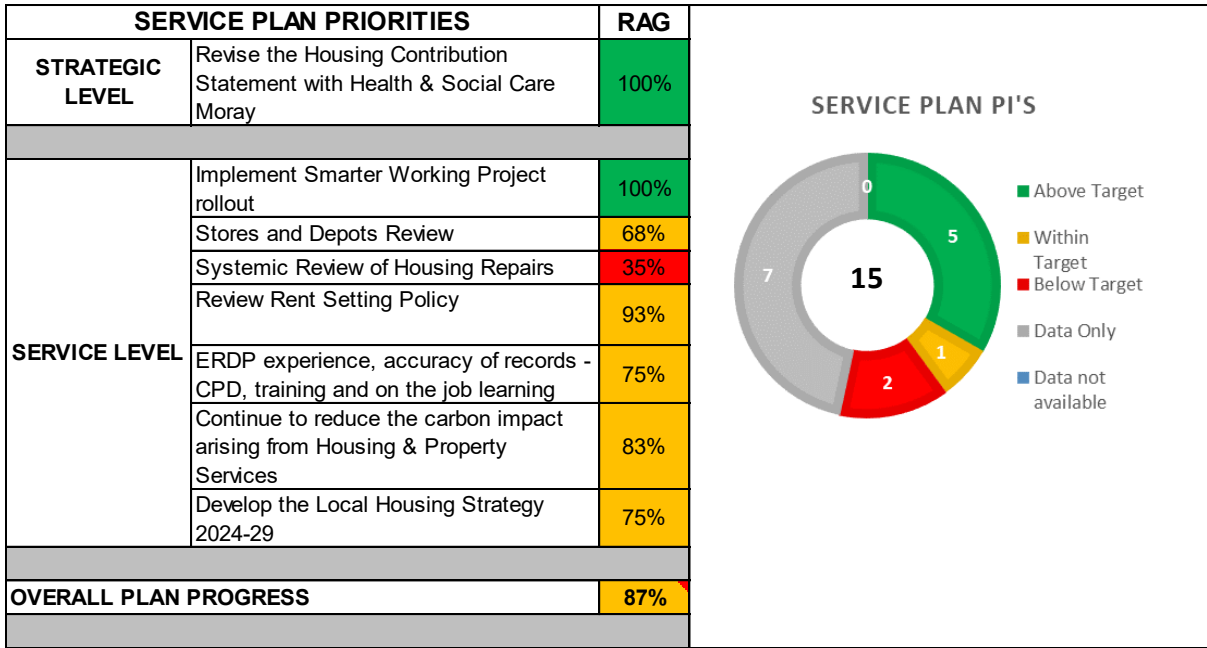 SERVICE PLAN PRIORITIES RAG
STRATEGIC
LEVEL
Revise the Housing Contribution
Statement with Health & Social Care
Moray
100%
SERVICE LEVEL
Implement Smarter Working Project
rollout
100%
Stores and Depots Review 68%
Systemic Review of Housing Repairs 35%
Review Rent Setting Policy
93%
ERDP experience, accuracy of records -
CPD, training and on the job learning
75%
Continue to reduce the carbon impact
arising from Housing & Property
Services
83%
Develop the Local Housing Strategy
2024-29
75%
OVERALL PLAN PROGRESS 87%
SERVICE PLAN PI'S
0
5
7
15
1
2
Above Target
Within
Target
Below Target
Data Only
Data not
available